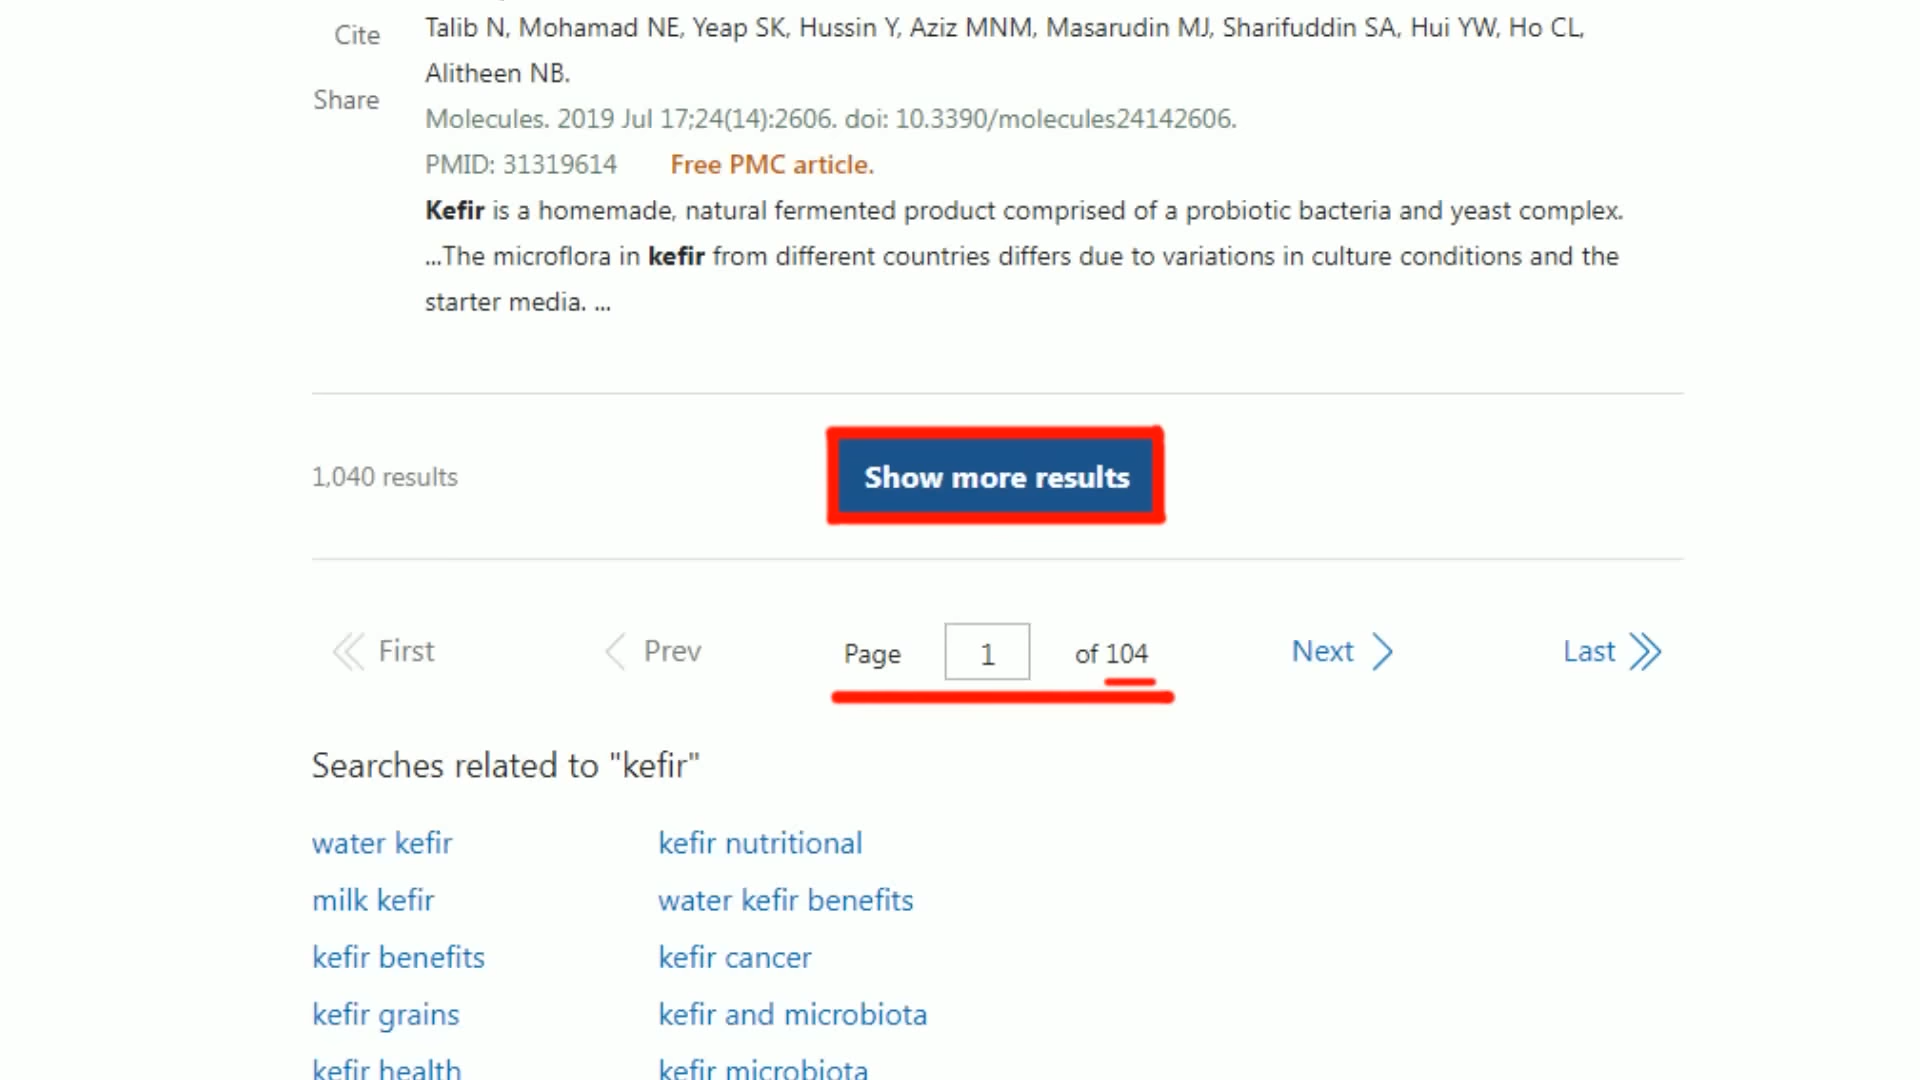 Cite
Talib N, Mohamad NE, Yeap SK, Hussin Y, Aziz MNM, Masarudin MJ, Sharifuddin SA, Hui YW, Ho CL,
Alitheen NB.
Share
Molecules. 2019 Jul 17;24(14):2606. doi: 10.3390/molecules24142606.
PMID: 31319614 Free PMC article.
Kefir is a homemade, natural fermented product comprised of a probiotic bacteria and yeast complex.
...The microflora in kefir from different countries differs due to variations in culture conditions and the
starter media. ...
1,040 results
Show more results
First Prev Page 1 of 104 Next Last
Searches related to "kefir"
water kefir
milk kefir
kefir benefits
kefir grains
kefir health
kefir nutritional
water kefir benefits
kefir cancer
kefir and microbiota
kefir microbiota